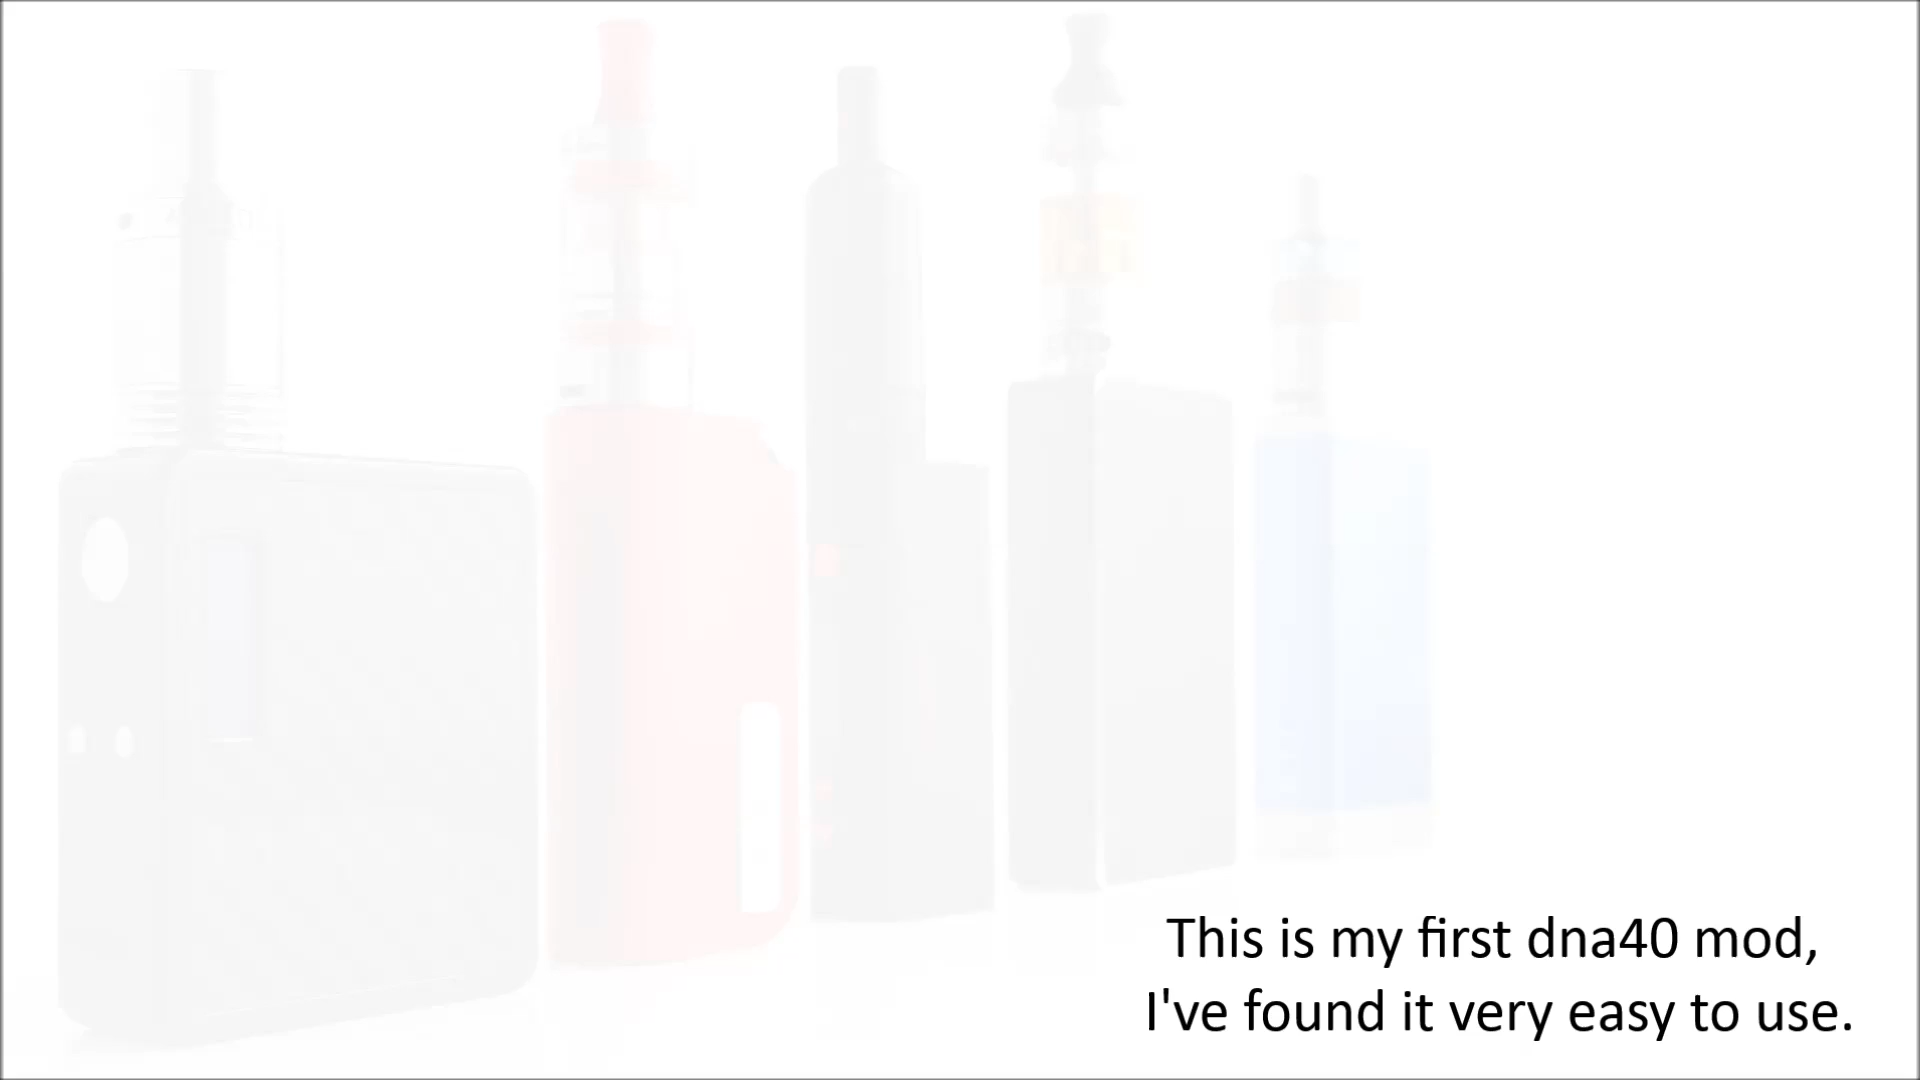 This is my first dna40 mod,
I've found it very easy to use.